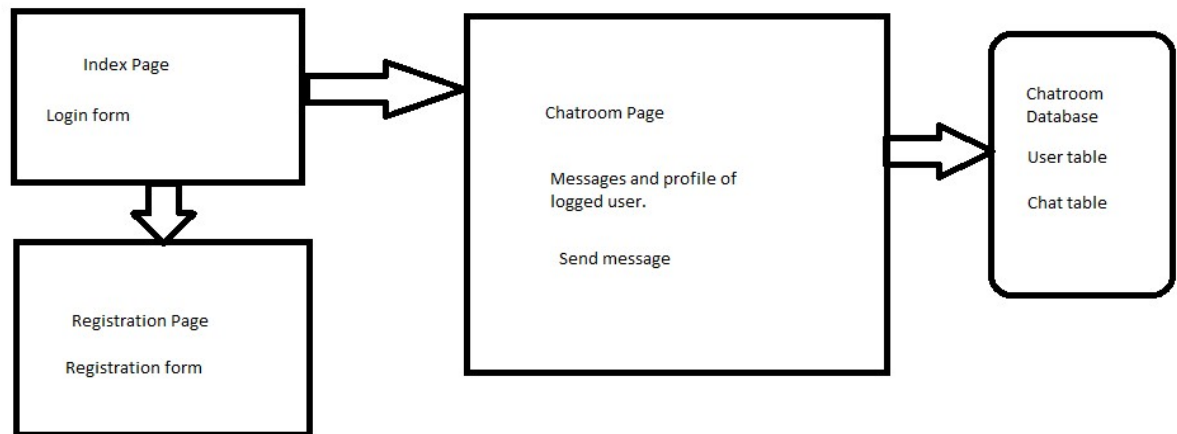 Index Page
Login form
Registration Page
Registration form
Chatroom Page
Messages and profile of
logged user.
Send message
Chatroom
Database
User table
Chat table